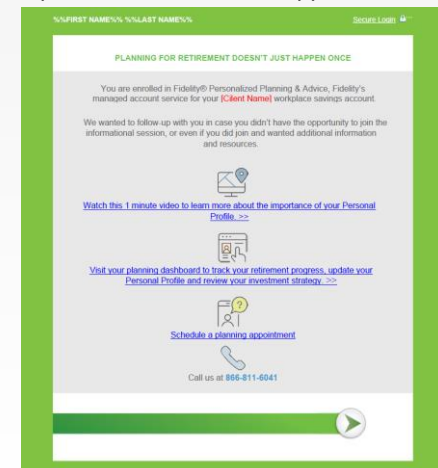 %%FIRST NAME%% %%LAST NAME%%
Secure Login
PLANNING FOR RETIREMENT DOESN'T JUST HAPPEN ONCE
You are enrolled in Fidelity® Personalized Planning & Advice, Fidelity's
managed account service for your [Client Name] workplace savings account.
We wanted to follow-up with you in case you didn't have the opportunity to join the
informational session, or even if you did join and wanted additional information
and resources.
Watch this 1 minute video to learn more about the importance of your Personal
Profile. >>
Visit your planning dashboard to track your retirement progress, update your
Personal Profile and review your investment strategy. >>
Schedule a planning appointment
Call us at 866-811-6041